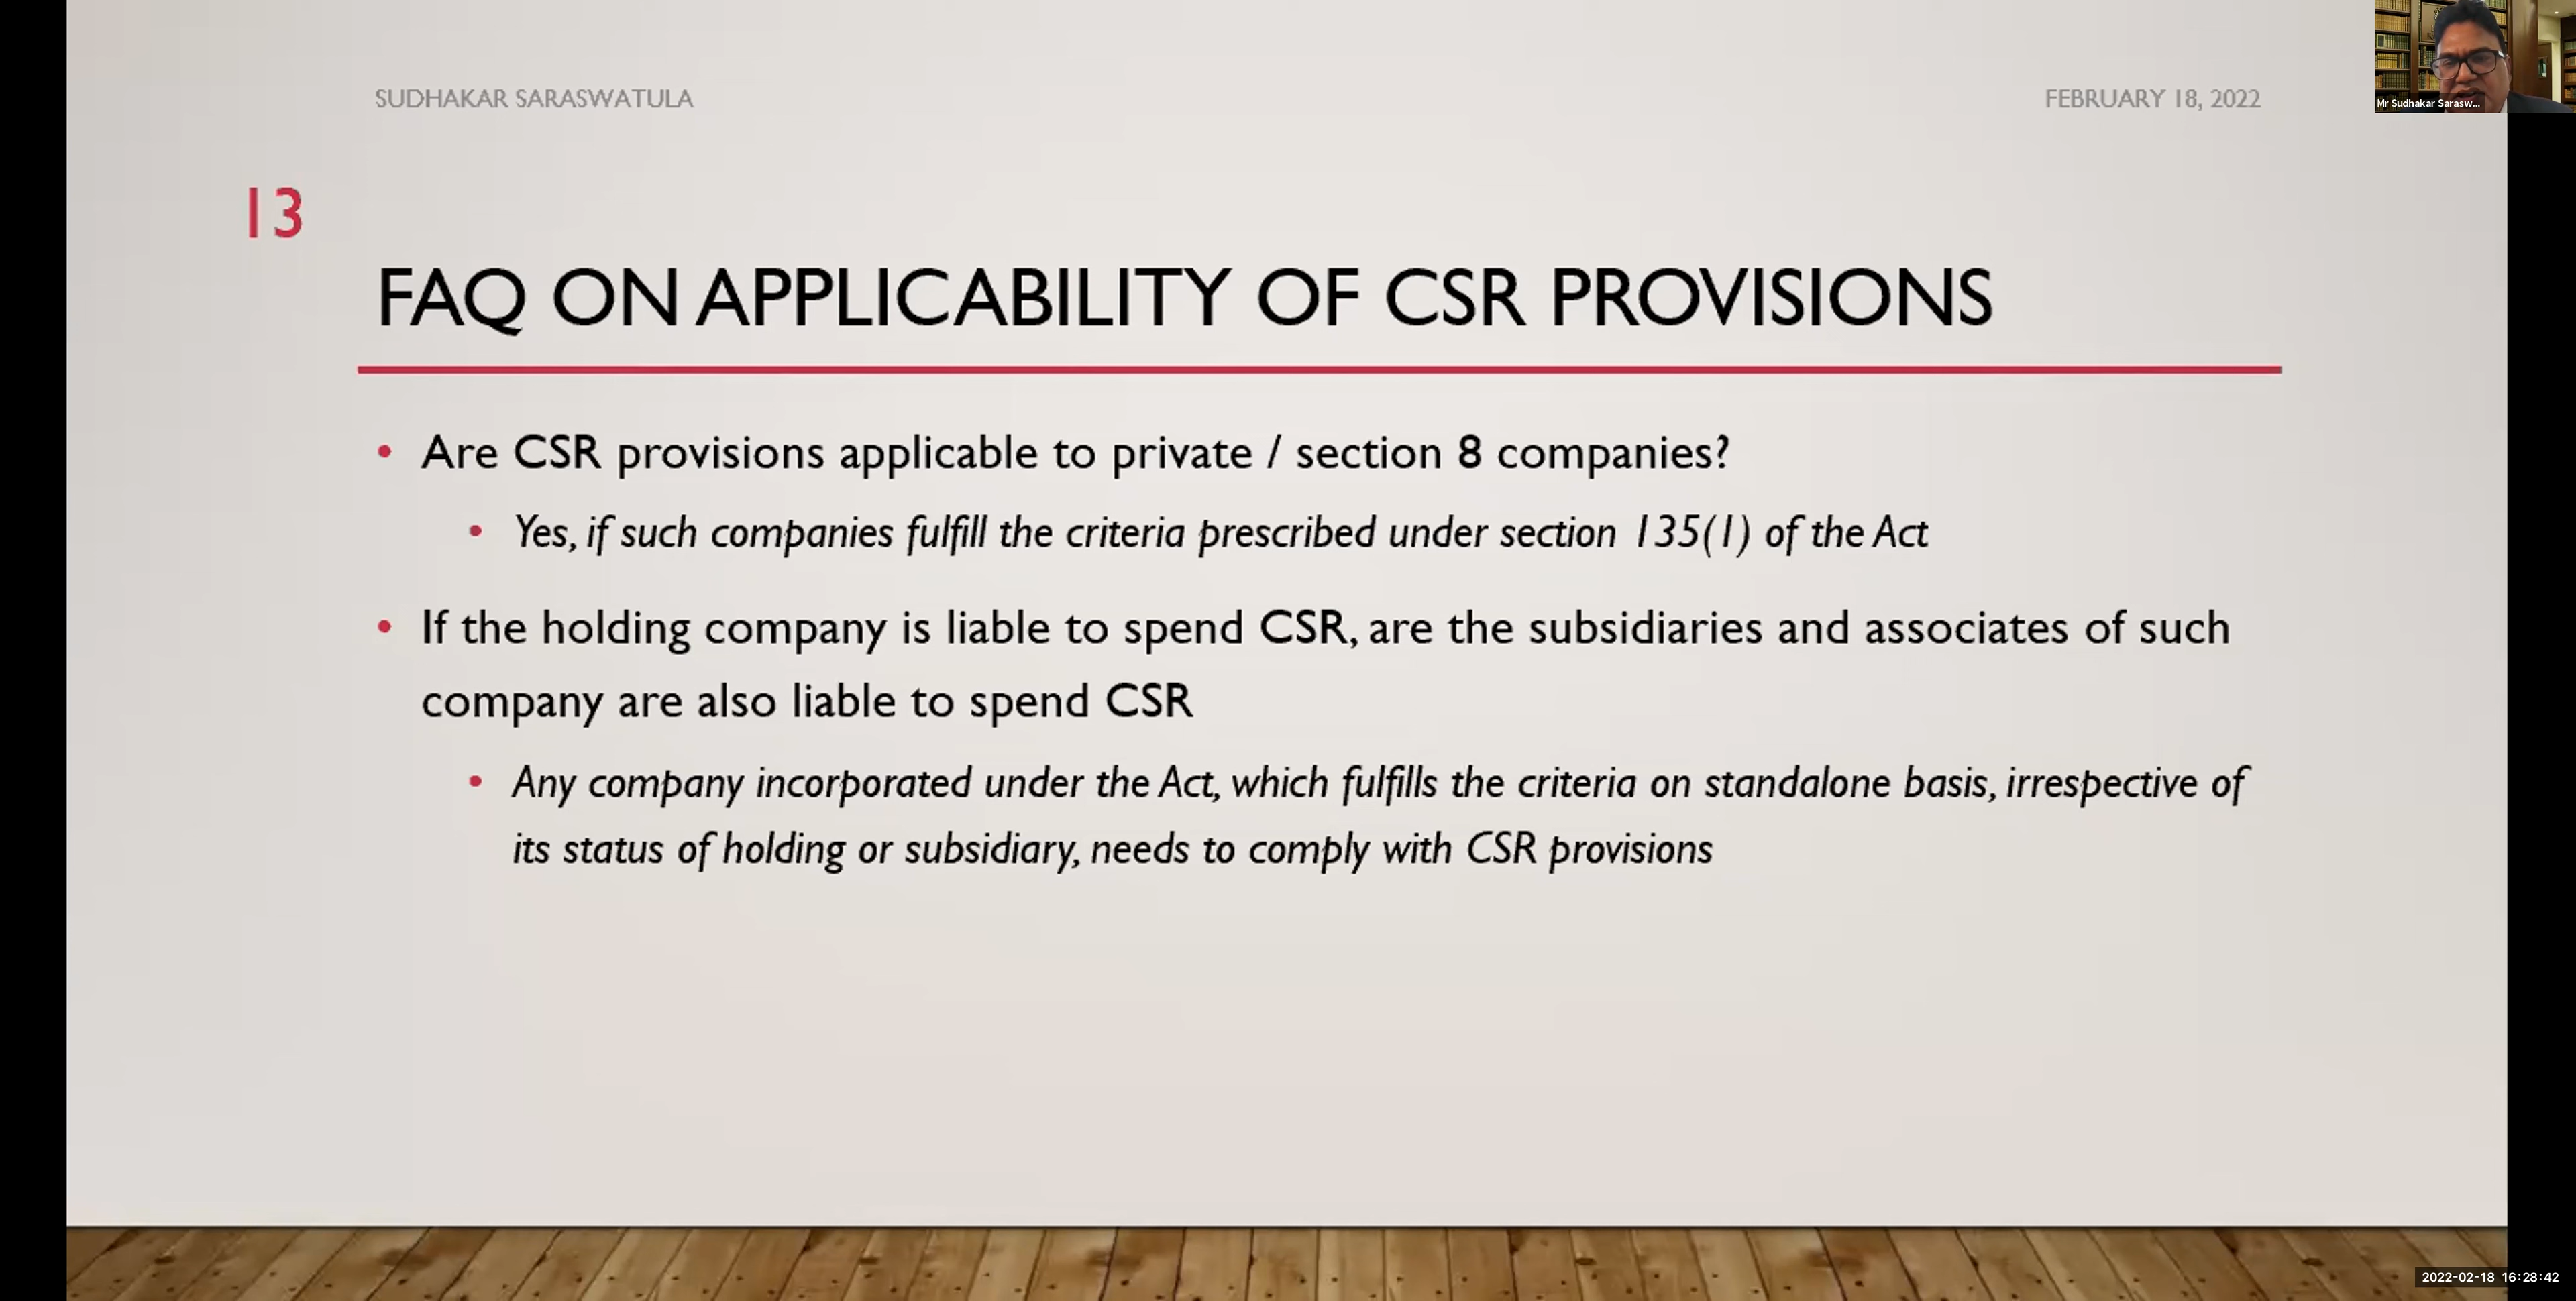 SUDHAKAR SARASWATULA
FEBRUARY 18, 2022
Mr Sudhakar Sarasw...
13
FAQ ON APPLICABILITY OF CSR PROVISIONS
• Are CSR provisions applicable to private / section 8 companies?
• Yes, if such companies fulfill the criteria prescribed under section 135(1) of the Act
• If the holding company is liable to spend CSR, are the subsidiaries and associates of such
company are also liable to spend CSR
• Any company incorporated under the Act, which fulfills the criteria on standalone basis, irrespective of
its status of holding or subsidiary, needs to comply with CSR provisions
2022-02-18 16:28:42